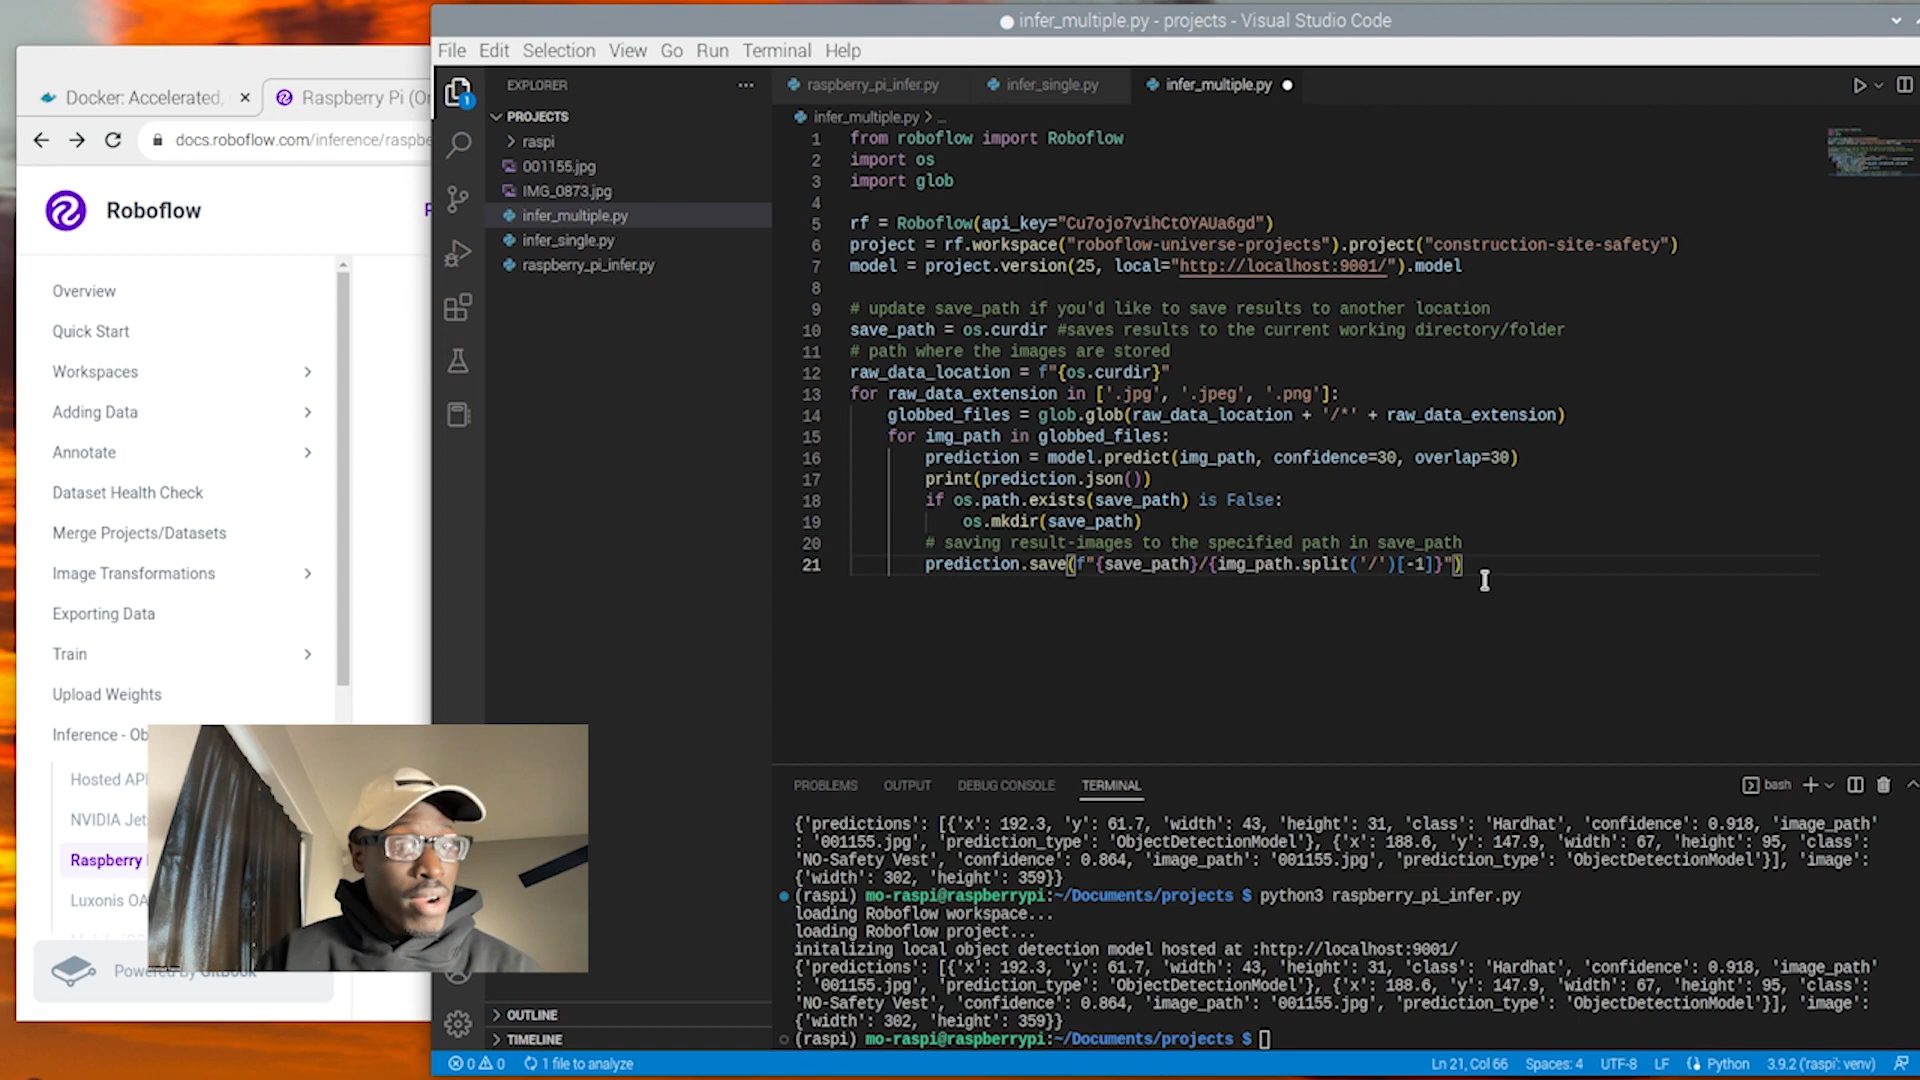 infer_multiple.py - projects - Visual Studio Code
File Edit Selection View Go Run Terminal Help
Docker: Accelerated,
Raspberry Pi (Or
docs.roboflow.com/inference/raspbe
Roboflow
Overview
Quick Start
Workspaces
Adding Data
Annotate
Dataset Health Check
Merge Projects/Datasets
Image Transformations
Exporting Data
Train
Upload Weights
Inference - Ob
Hosted API
NVIDIA Jet
Raspberry
Luxonis OA
Powered By GitBook
1
EXPLORER
PROJECTS
raspi
001155.jpg
IMG_0873.jpg
infer_multiple.py
infer_single.py
raspberry_pi_infer.py
OUTLINE
TIMELINE
raspberry_pi_infer.py infer_single.py infer_multiple.py
infer_multiple.py > ...
1 from roboflow import Roboflow
2 import os
3 import glob
4
5 rf = Roboflow(api_key="Cu7ojo7vihCtOYAUa6gd")
6 project = rf.workspace("roboflow-universe-projects").project("construction-site-safety")
7 model = project.version(25, local="http://localhost:9001/").model
8
9 # update save_path if you'd like to save results to another location
10 save_path = os.curdir #saves results to the current working directory/folder
11 # path where the images are stored
12 raw_data_location = f"{os.curdir}"
13 for raw_data_extension in ['.jpg', '.jpeg', '.png']:
14 globbed_files = glob.glob(raw_data_location + '/*' + raw_data_extension)
15 for img_path in globbed_files:
16 prediction = model.predict(img_path, confidence=30, overlap=30)
17 print(prediction.json())
18 if os.path.exists(save_path) is False:
19 os.mkdir(save_path)
20 # saving result-images to the specified path in save_path
21 prediction.save(f"{save_path}/{img_path.split('/')[-1]}")
PROBLEMS OUTPUT DEBUG CONSOLE TERMINAL
bash
{'predictions': [{'x': 192.3, 'y': 61.7, 'width': 43, 'height': 31, 'class': 'Hardhat', 'confidence': 0.918, 'image_path'
: '001155.jpg', 'prediction_type': 'ObjectDetectionModel'}, {'x': 188.6, 'y': 147.9, 'width': 67, 'height': 95, 'class':
'NO-Safety Vest', 'confidence': 0.864, 'image_path': '001155.jpg', 'prediction_type': 'ObjectDetectionModel'}], 'image':
{'width': 302, 'height': 359}}
(raspi) mo-raspi@raspberrypi:~/Documents/projects $ python3 raspberry_pi_infer.py
loading Roboflow workspace...
loading Roboflow project...
initalizing local object detection model hosted at :http://localhost:9001/
{'predictions': [{'x': 192.3, 'y': 61.7, 'width': 43, 'height': 31, 'class': 'Hardhat', 'confidence': 0.918, 'image_path'
: '001155.jpg', 'prediction_type': 'ObjectDetectionModel'}, {'x': 188.6, 'y': 147.9, 'width': 67, 'height': 95, 'class':
'NO-Safety Vest', 'confidence': 0.864, 'image_path': '001155.jpg', 'prediction_type': 'ObjectDetectionModel'}], 'image':
{'width': 302, 'height': 359}}
(raspi) mo-raspi@raspberrypi:~/Documents/projects $
0 0 1 file to analyze
Ln 21, Col 66 Spaces: 4 UTF-8 LF Python 3.9.2 ('raspi': venv)